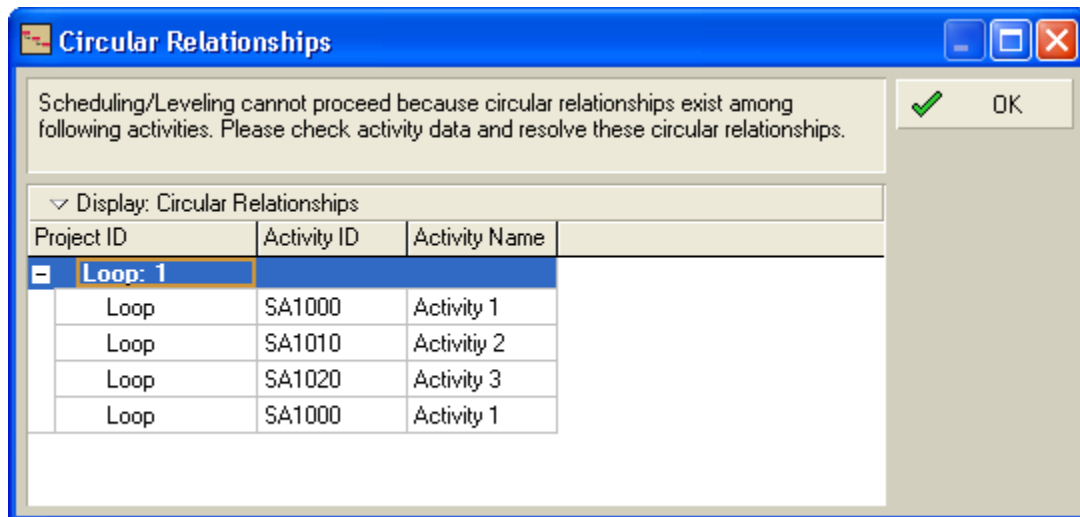 Circular Relationships
Scheduling/Leveling cannot proceed because circular relationships exist among
following activities. Please check activity data and resolve these circular relationships.
OK
Display: Circular Relationships
Project ID Activity ID Activity Name
Loop: 1
Loop SA1000 Activity 1
Loop SA1010 Activitiy 2
Loop SA1020 Activity 3
Loop SA1000 Activity 1